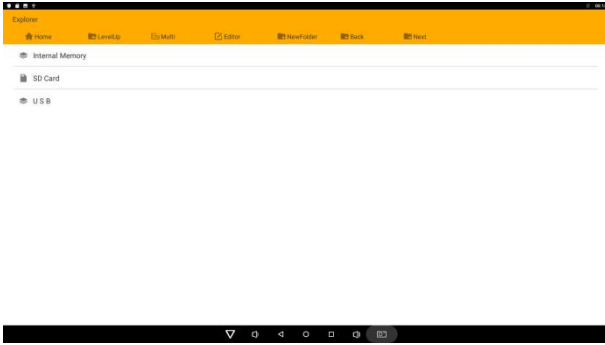 Explorer
Home LevelUp Multi Editor NewFolder Back Next
Internal Memory
SD Card
U S B